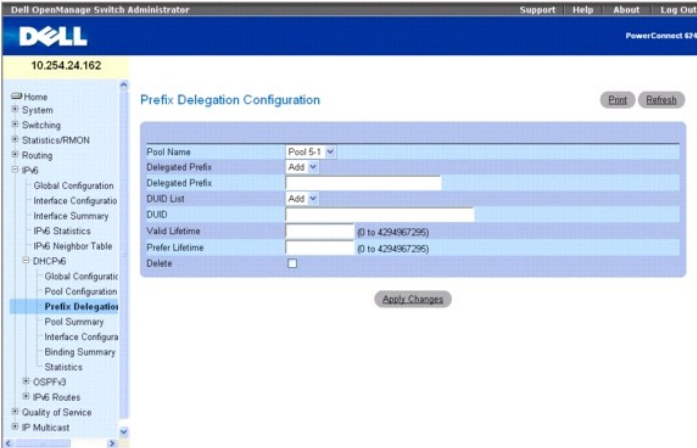 Dell OpenManage Switch Administrator
Support Help About Log Out
DELL
PowerConnect 624
10.254.24.162
Home
System
Switching
Statistics/RMON
Routing
IPv6
Global Configuration
Interface Configuratio
Interface Summary
IPv6 Statistics
IPv6 Neighbor Table
DHCPv6
Global Configuratic
Pool Configuration
Prefix Delegation
Pool Summary
Interface Configura
Binding Summary
Statistics
OSPFv3
IPv6 Routes
Quality of Service
IP Multicast
Prefix Delegation Configuration
Print Refresh
Pool Name Pool 5-1
Delegated Prefix Add
Delegated Prefix
DUID List Add
DUID
Valid Lifetime (0 to 4294967295)
Prefer Lifetime (0 to 4294967295)
Delete
Apply Changes